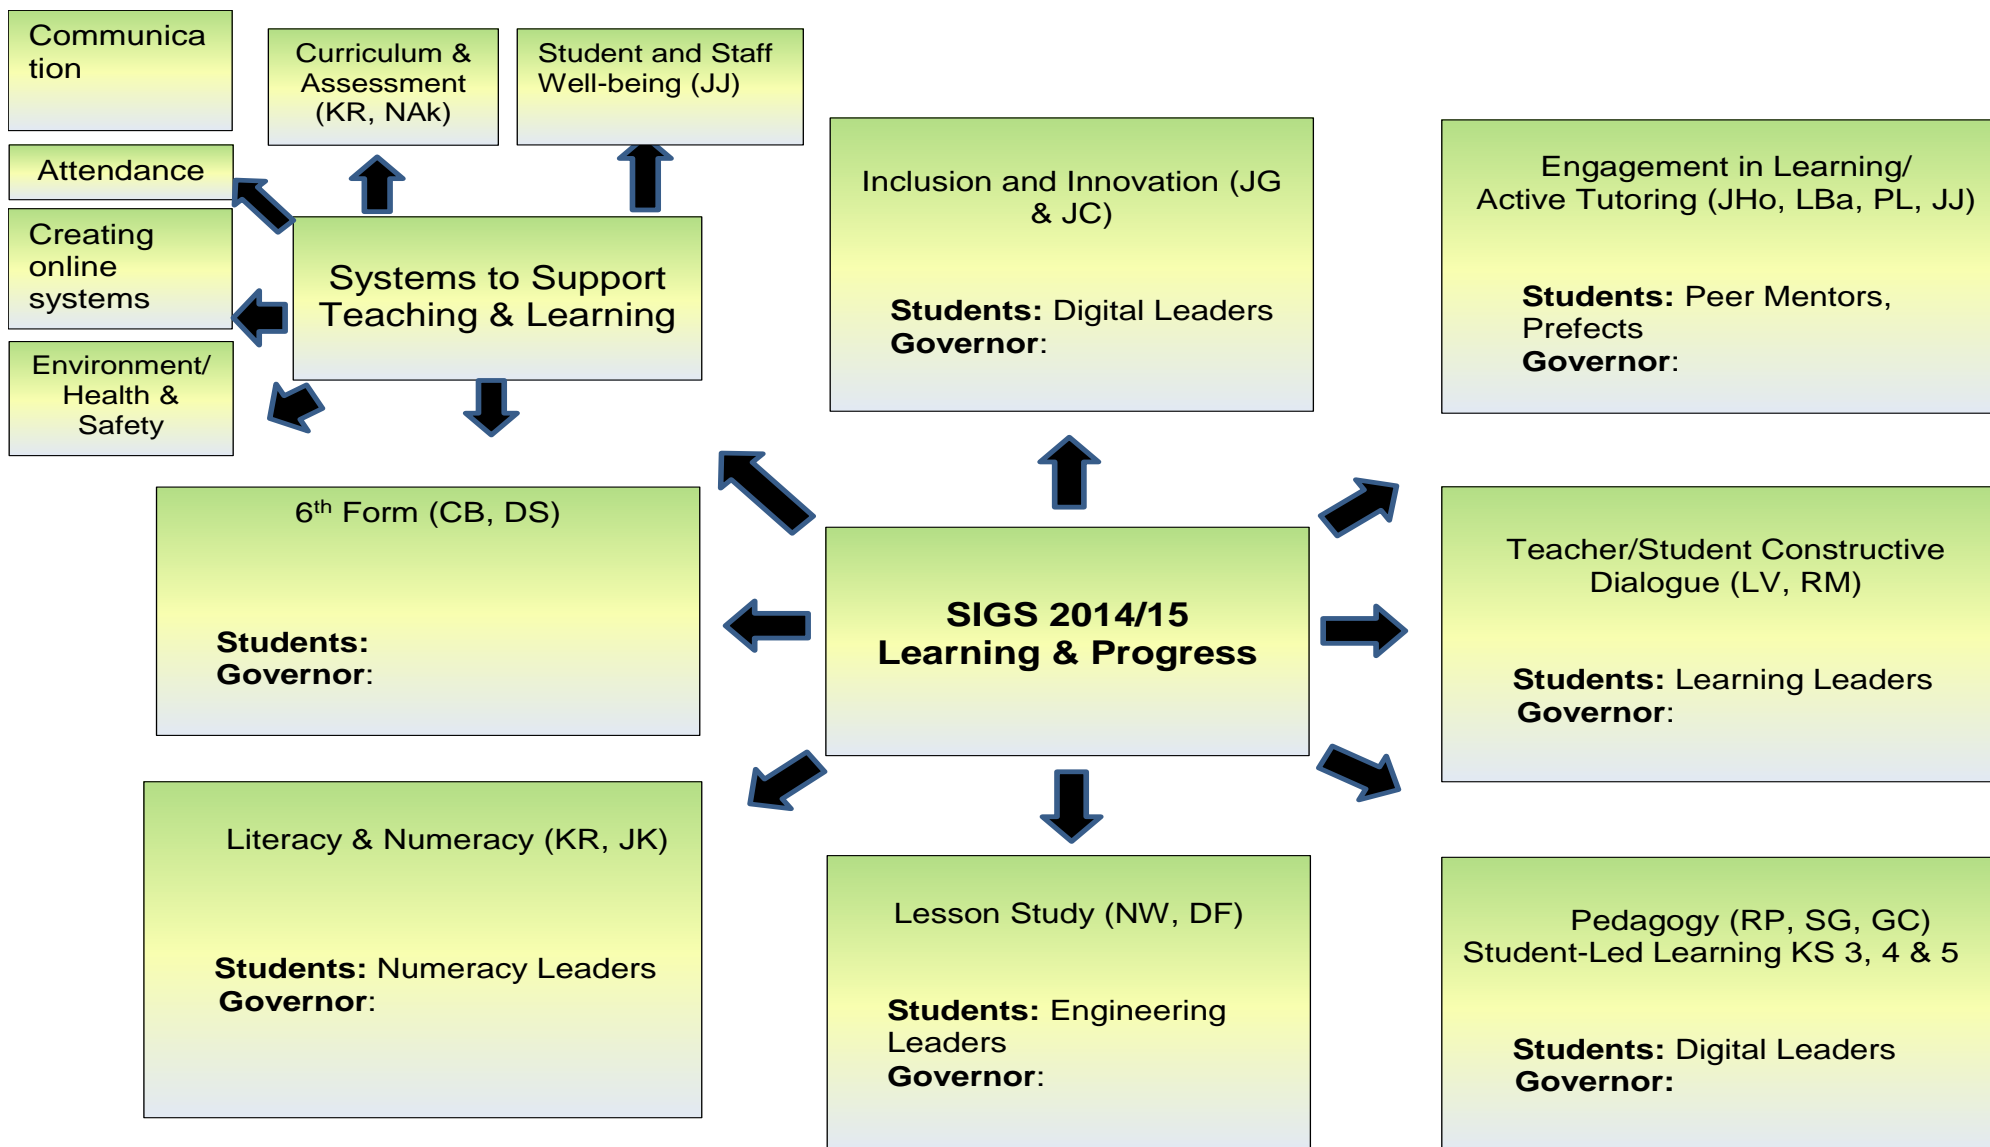 Communica
tion
Curriculum &
Assessment
(KR, NAk)
Student and Staff
Well-being (JJ)
Attendance
Creating
online
systems
Environment/
Health &
Safety
Systems to Support
Teaching & Learning
Inclusion and Innovation (JG
& JC)
Students: Digital Leaders
Governor:
Engagement in Learning/
Active Tutoring (JHo, LBa, PL, JJ)
Students: Peer Mentors,
Prefects
Governor:
6th Form (CB, DS)
Students:
Governor:
SIGS 2014/15
Learning & Progress
Teacher/Student Constructive
Dialogue (LV, RM)
Students: Learning Leaders
Governor:
Literacy & Numeracy (KR, JK)
Students: Numeracy Leaders
Governor:
Lesson Study (NW, DF)
Students: Engineering
Leaders
Governor:
Pedagogy (RP, SG, GC)
Student-Led Learning KS 3, 4 & 5
Students: Digital Leaders
Governor: